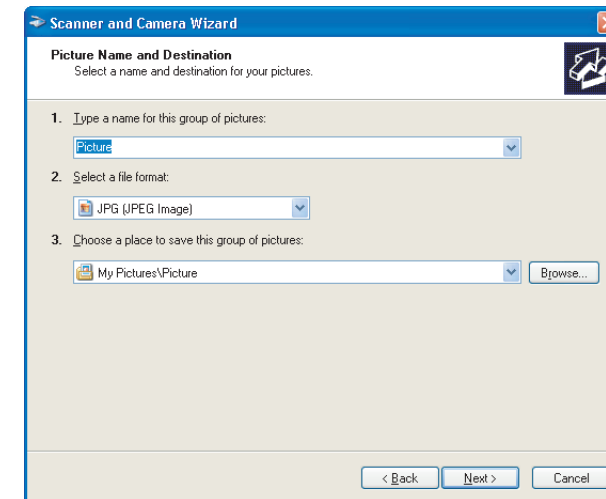 Scanner and Camera Wizard
Picture Name and Destination
Select a name and destination for your pictures.
1. Type a name for this group of pictures:
Picture
2. Select a file format:
JPG (JPEG Image)
3. Choose a place to save this group of pictures:
My Pictures\Picture
Browse...
< Back
Next >
Cancel